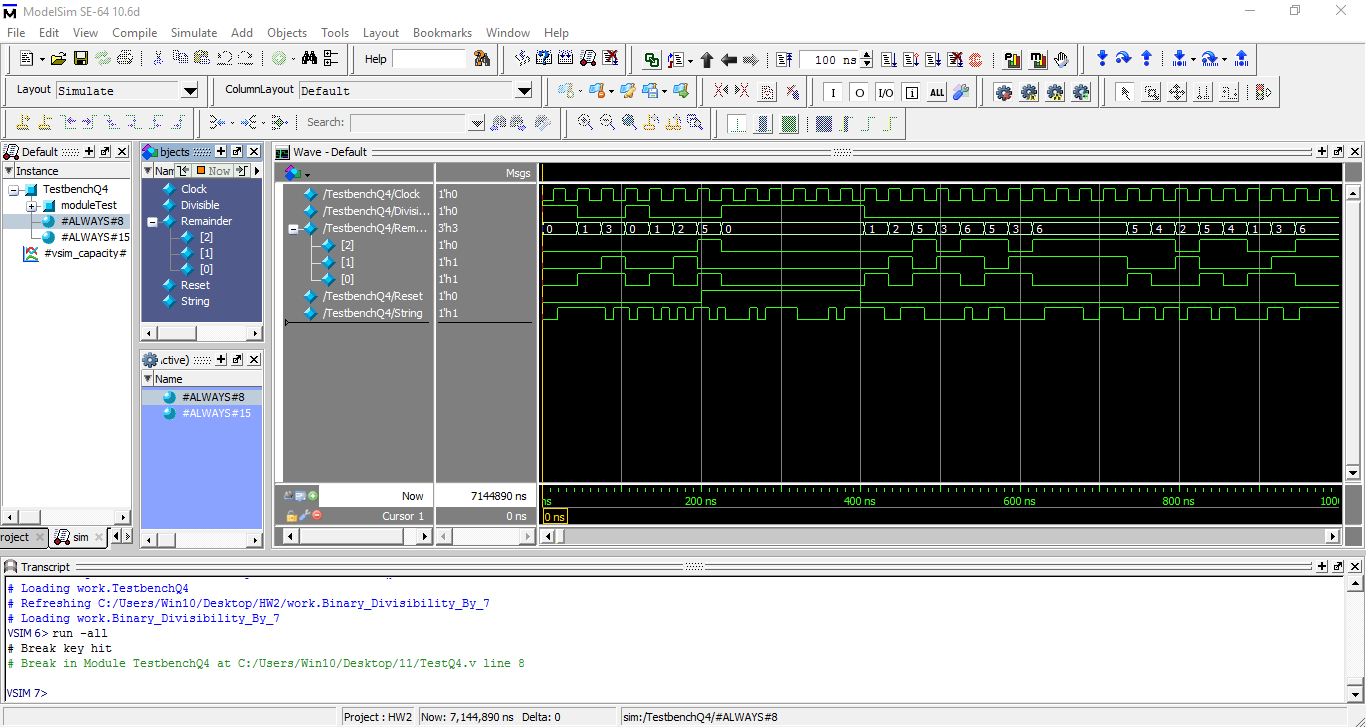 ModelSim SE-64 10.6d
File Edit View Compile Simulate Add Objects Tools Layout Bookmarks Window Help
Help 100 ns
Layout Simulate ColumnLayout Default I O I/O ALL
Search:
Default
Instance
TestbenchQ4
moduleTest
#ALWAYS#8
#ALWAYS#15
#vsim_capacity#
roject sim
bjects
Nam Now
Clock
Divisible
Remainder
[2]
[1]
[0]
Reset
String
ctive)
Name
#ALWAYS#8
#ALWAYS#15
Wave - Default
Msgs
/TestbenchQ4/Clock 1'h0
/TestbenchQ4/Divisi... 1'h0
/TestbenchQ4/Rem... 3'h3 0 1 3 0 1 2 5 0 1 2 5 3 6 5 3 6 5 4 2 5 4 1 3 6
[2] 1'h0
[1] 1'h1
[0] 1'h1
/TestbenchQ4/Reset 1'h0
/TestbenchQ4/String 1'h1
Now 7144890 ns ns 200 ns 400 ns 600 ns 800 ns 100
Cursor 1 0 ns 0 ns
Transcript
# Loading work.TestbenchQ4
# Refreshing C:/Users/Win10/Desktop/HW2/work.Binary_Divisibility_By_7
# Loading work.Binary_Divisibility_By_7
VSIM 6> run -all
# Break key hit
# Break in Module TestbenchQ4 at C:/Users/Win10/Desktop/11/TestQ4.v line 8
VSIM 7>
Project : HW2 Now: 7,144,890 ns Delta: 0 sim:/TestbenchQ4/#ALWAYS#8